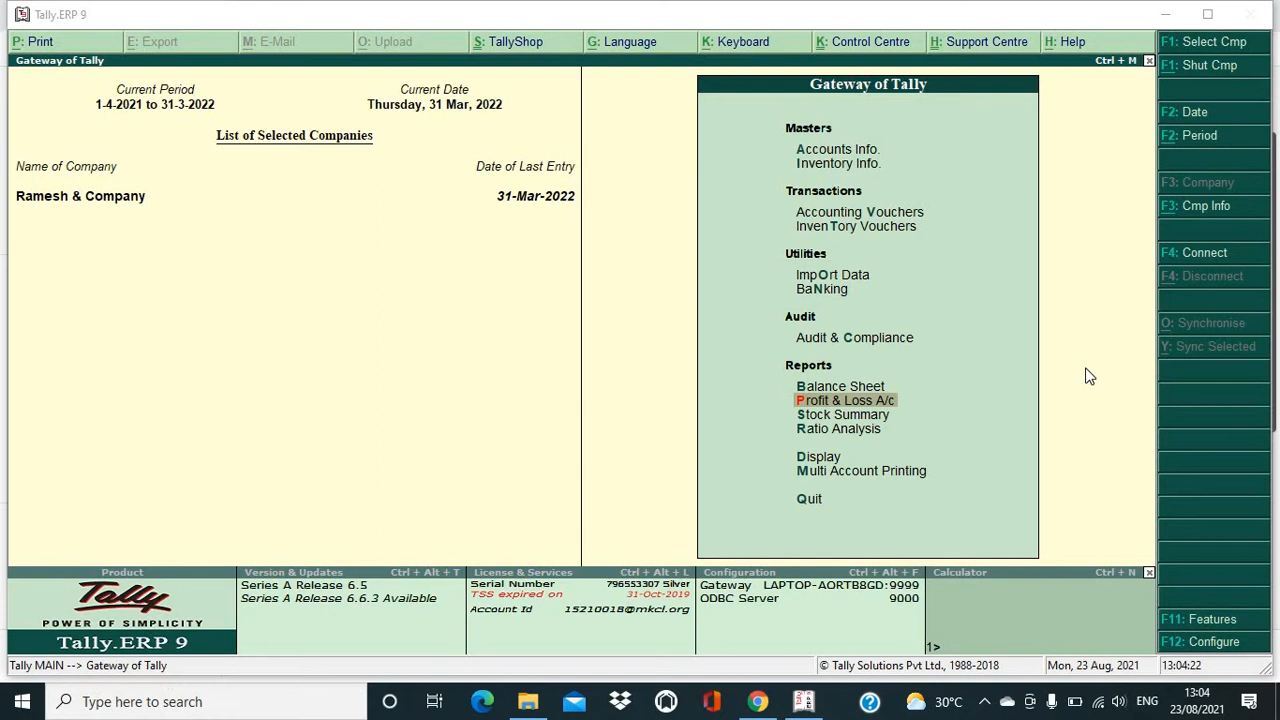 Tally.ERP 9
P: Print
E: Export
M: E-Mail
O: Upload
S: TallyShop
G: Language
K: Keyboard
K: Control Centre
H: Support Centre
H: Help
Gateway of Tally
Ctrl + M
Current Period
1-4-2021 to 31-3-2022
Current Date
Thursday, 31 Mar, 2022
List of Selected Companies
Name of Company
Date of Last Entry
Ramesh & Company
31-Mar-2022
Gateway of Tally
Masters
Accounts Info.
Inventory Info.
Transactions
Accounting Vouchers
InvenTory Vouchers
Utilities
ImpOrt Data
BaNking
Audit
Audit & Compliance
Reports
Balance Sheet
Profit & Loss A/c
Stock Summary
Ratio Analysis
Display
Multi Account Printing
Quit
F1: Select Cmp
F1: Shut Cmp
F2: Date
F2: Period
F3: Company
F3: Cmp Info
F4: Connect
F4: Disconnect
O: Synchronise
Y: Sync Selected
F11: Features
F12: Configure
Product
Tally
POWER OF SIMPLICITY
Tally.ERP 9
Version & Updates
Ctrl + Alt + T
Series A Release 6.5
Series A Release 6.6.3 Available
License & Services
Ctrl + Alt + L
Serial Number 796553307 Silver
TSS expired on 31-Oct-2019
Account Id 15210018@mkcl.org
Configuration
Ctrl + Alt + F
Gateway LAPTOP-AORTB8GD:9999
ODBC Server 9000
Calculator
Ctrl + N
1>
Tally MAIN --> Gateway of Tally
© Tally Solutions Pvt Ltd., 1988-2018
Mon, 23 Aug, 2021
13:04:22
Type here to search
30°C
ENG
13:04
23/08/2021